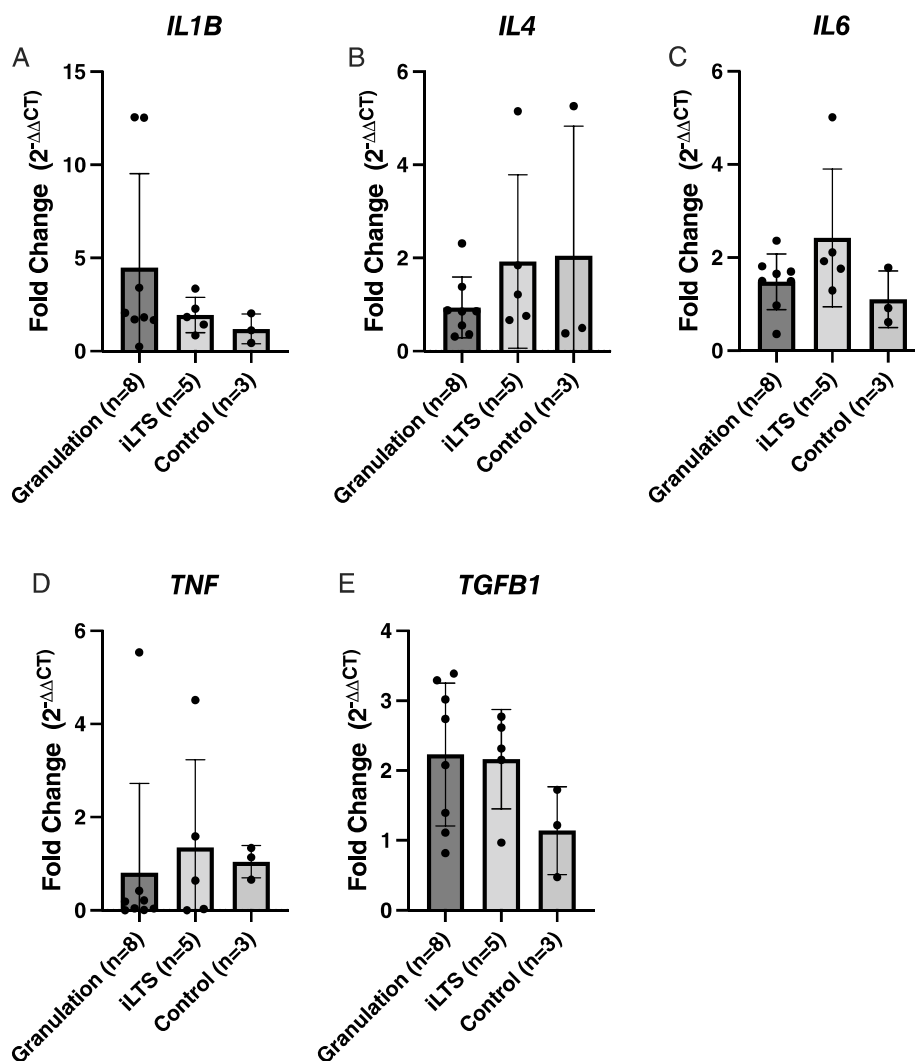 IL1B
A
Fold Change (2^-ΔΔCT)
15
10
5
0
Granulation (n=8)
iLTS (n=5)
Control (n=3)
IL4
B
Fold Change (2^-ΔΔCT)
6
4
2
0
Granulation (n=8)
iLTS (n=5)
Control (n=3)
IL6
C
Fold Change (2^-ΔΔCT)
6
4
2
0
Granulation (n=8)
iLTS (n=5)
Control (n=3)
TNF
D
Fold Change (2^-ΔΔCT)
6
4
2
0
Granulation (n=8)
iLTS (n=5)
Control (n=3)
TGFB1
E
Fold Change (2^-ΔΔCT)
4
3
2
1
0
Granulation (n=8)
iLTS (n=5)
Control (n=3)